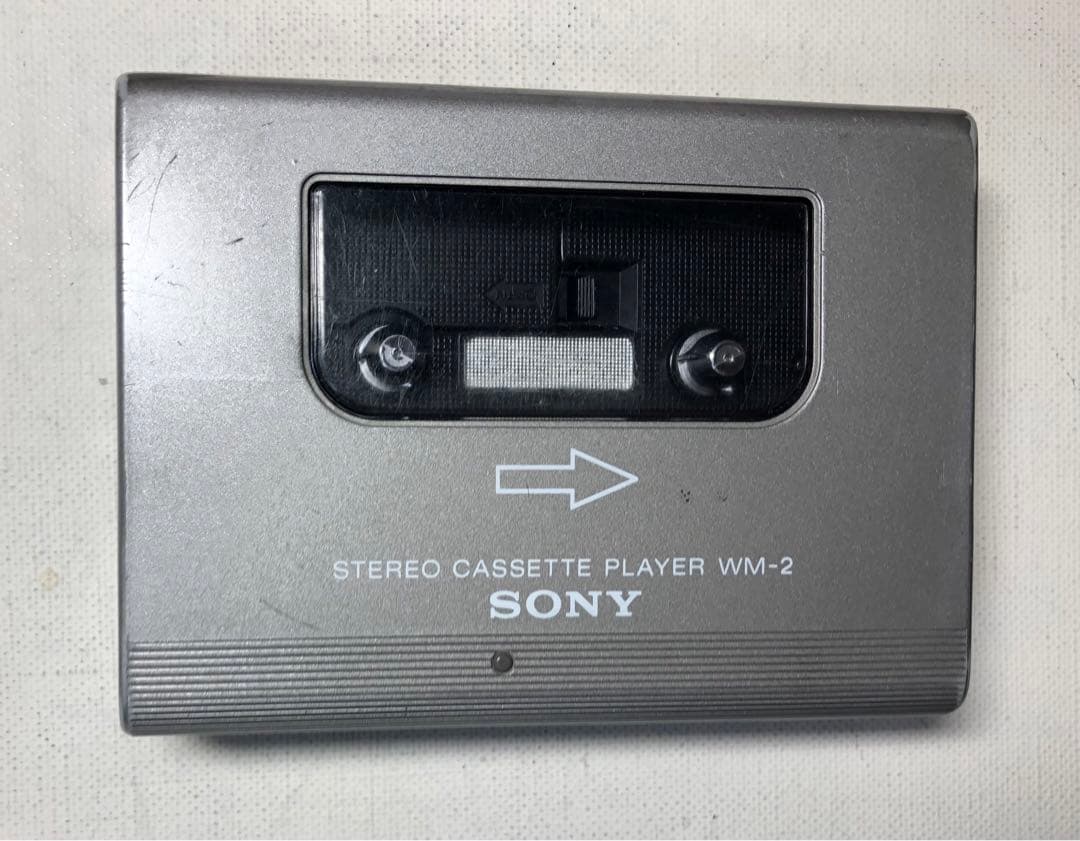 STEREO CASSETTE PLAYER WM-2
SONY